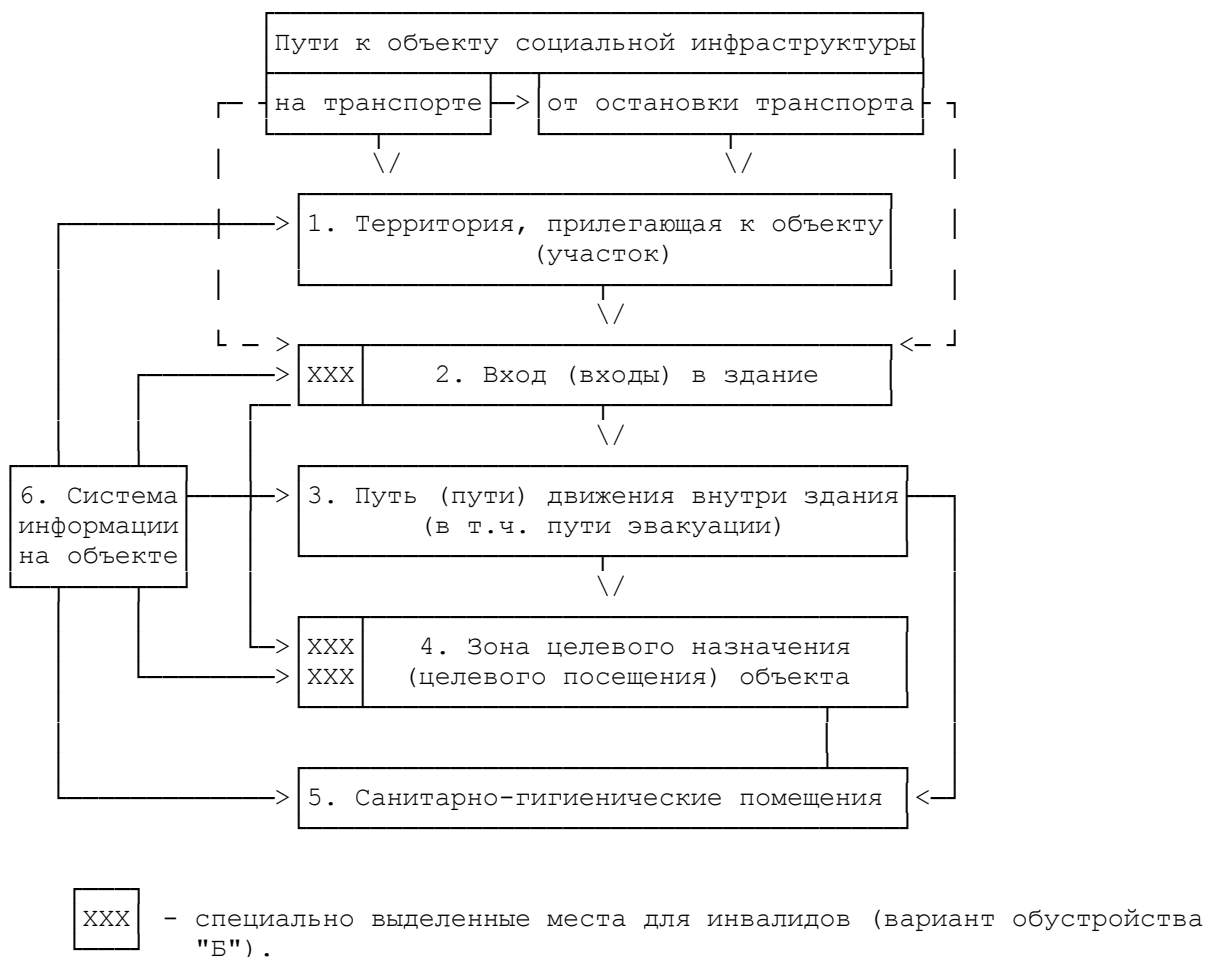 Пути к объекту социальной инфраструктуры
на транспорте
от остановки транспорта
1. Территория, прилегающая к объекту
(участок)
XXX
2. Вход (входы) в здание
6. Система
информации
на объекте
3. Путь (пути) движения внутри здания
(в т.ч. пути эвакуации)
XXX
XXX
4. Зона целевого назначения
(целевого посещения) объекта
5. Санитарно-гигиенические помещения
XXX
- специально выделенные места для инвалидов (вариант обустройства
"Б").